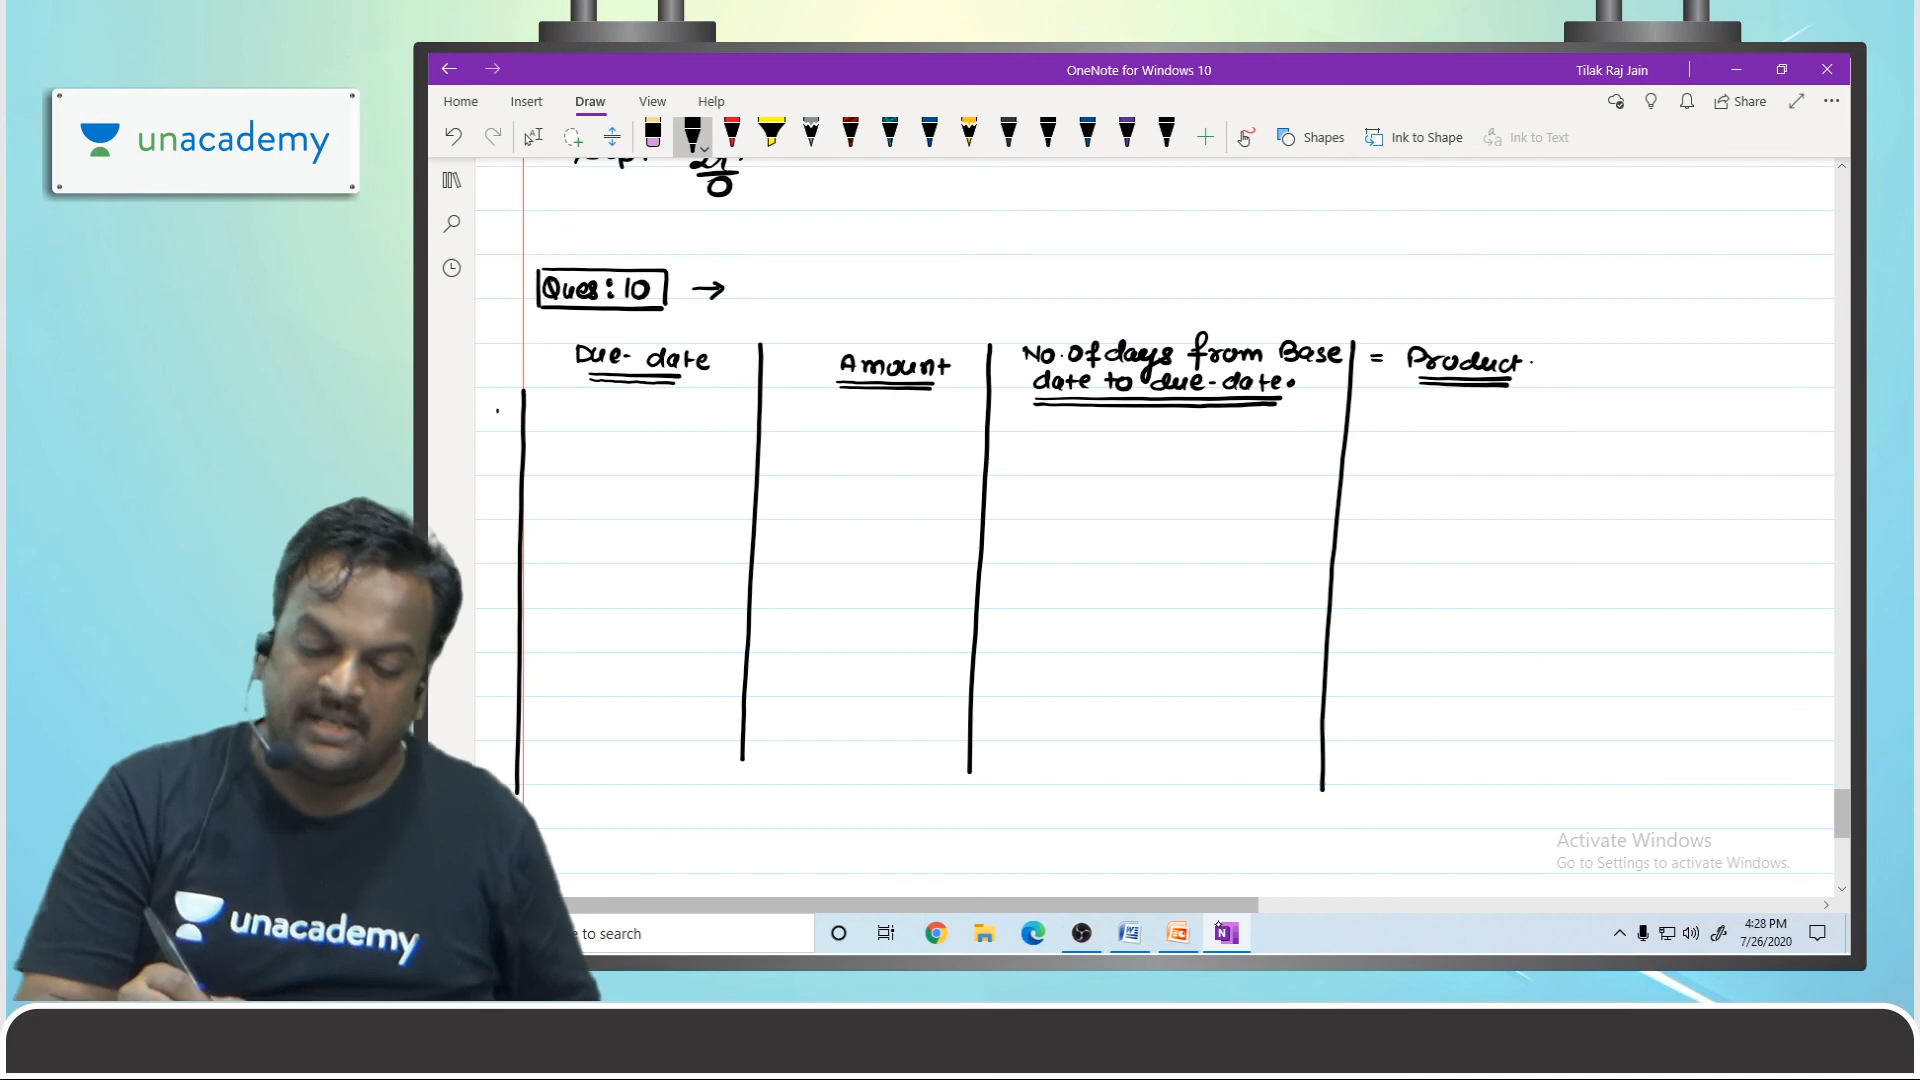 unacademy
OneNote for Windows 10
Tilak Raj Jain
Home Insert Draw View Help
Share
Shapes Ink to Shape Ink to Text
0
Ques: 10 →
Due-date Amount No. Of days from Base = Product.
date to due-date.
Activate Windows
Go to Settings to activate Windows.
unacademy
e to search
4:28 PM
7/26/2020